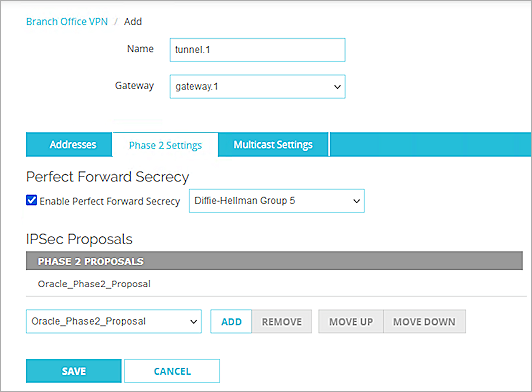 Branch Office VPN / Add
Name tunnel.1
Gateway gateway.1
Addresses Phase 2 Settings Multicast Settings
Perfect Forward Secrecy
Enable Perfect Forward Secrecy Diffie-Hellman Group 5
IPSec Proposals
PHASE 2 PROPOSALS
Oracle_Phase2_Proposal
Oracle_Phase2_Proposal ADD REMOVE MOVE UP MOVE DOWN
SAVE CANCEL